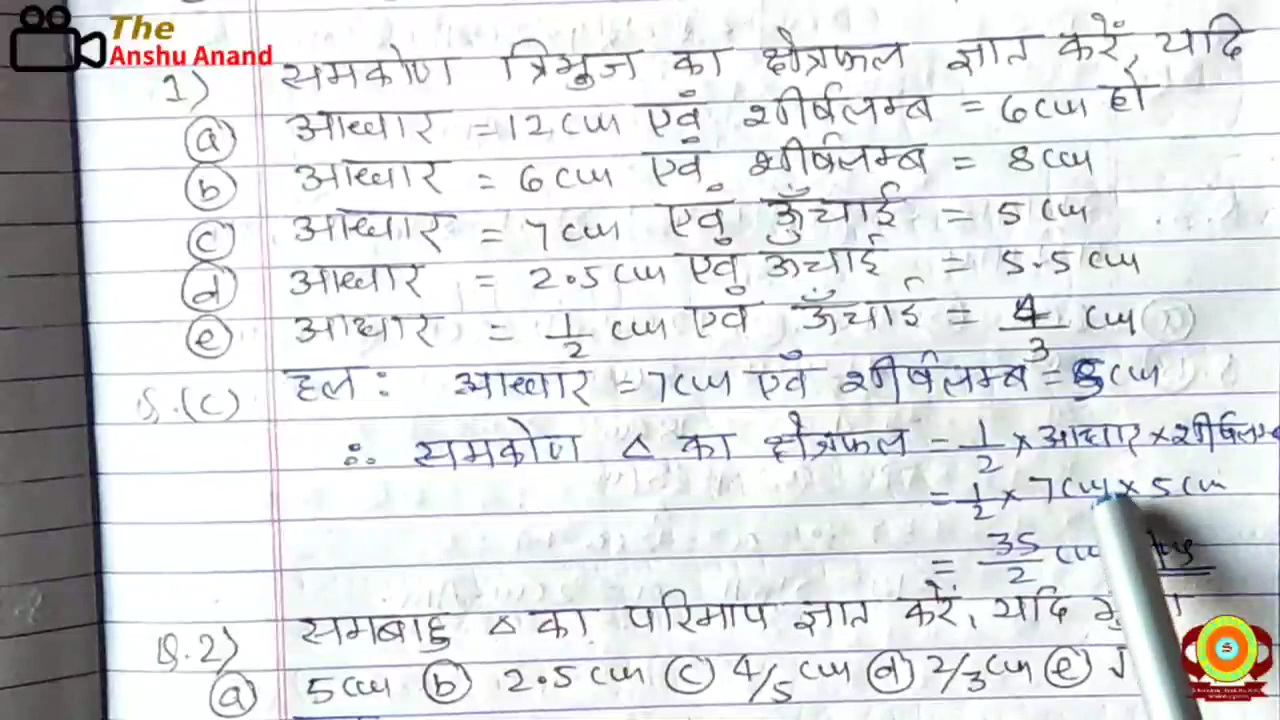 The
Anshu Anand
1) समकोण त्रिभुज का क्षेत्रफल ज्ञात करें, यदि
(a) आधार = 12 cm एवं शीर्षलम्ब = 6 cm हो
(b) आधार = 6 cm एवं शीर्षलम्ब = 8 cm
(c) आधार = 7 cm एवं ऊँचाई = 5 cm
(d) आधार = 2.5 cm एवं ऊँचाई = 5.5 cm
(e) आधार = 1/2 cm एवं ऊँचाई = 4/3 cm
Q.(c) हल : आधार = 7 cm एवं शीर्षलम्ब = 5 cm
∴ समकोण △ का क्षेत्रफल = 1/2 × आधार × शीर्षलम्ब
= 1/2 × 7 cm × 5 cm
= 35/2 cm
Q.2) समबाहु △ का परिमाप ज्ञात करें, यदि
(a) 5 cm (b) 2.5 cm (c) 4/5 cm (d) 2/3 cm (e) √